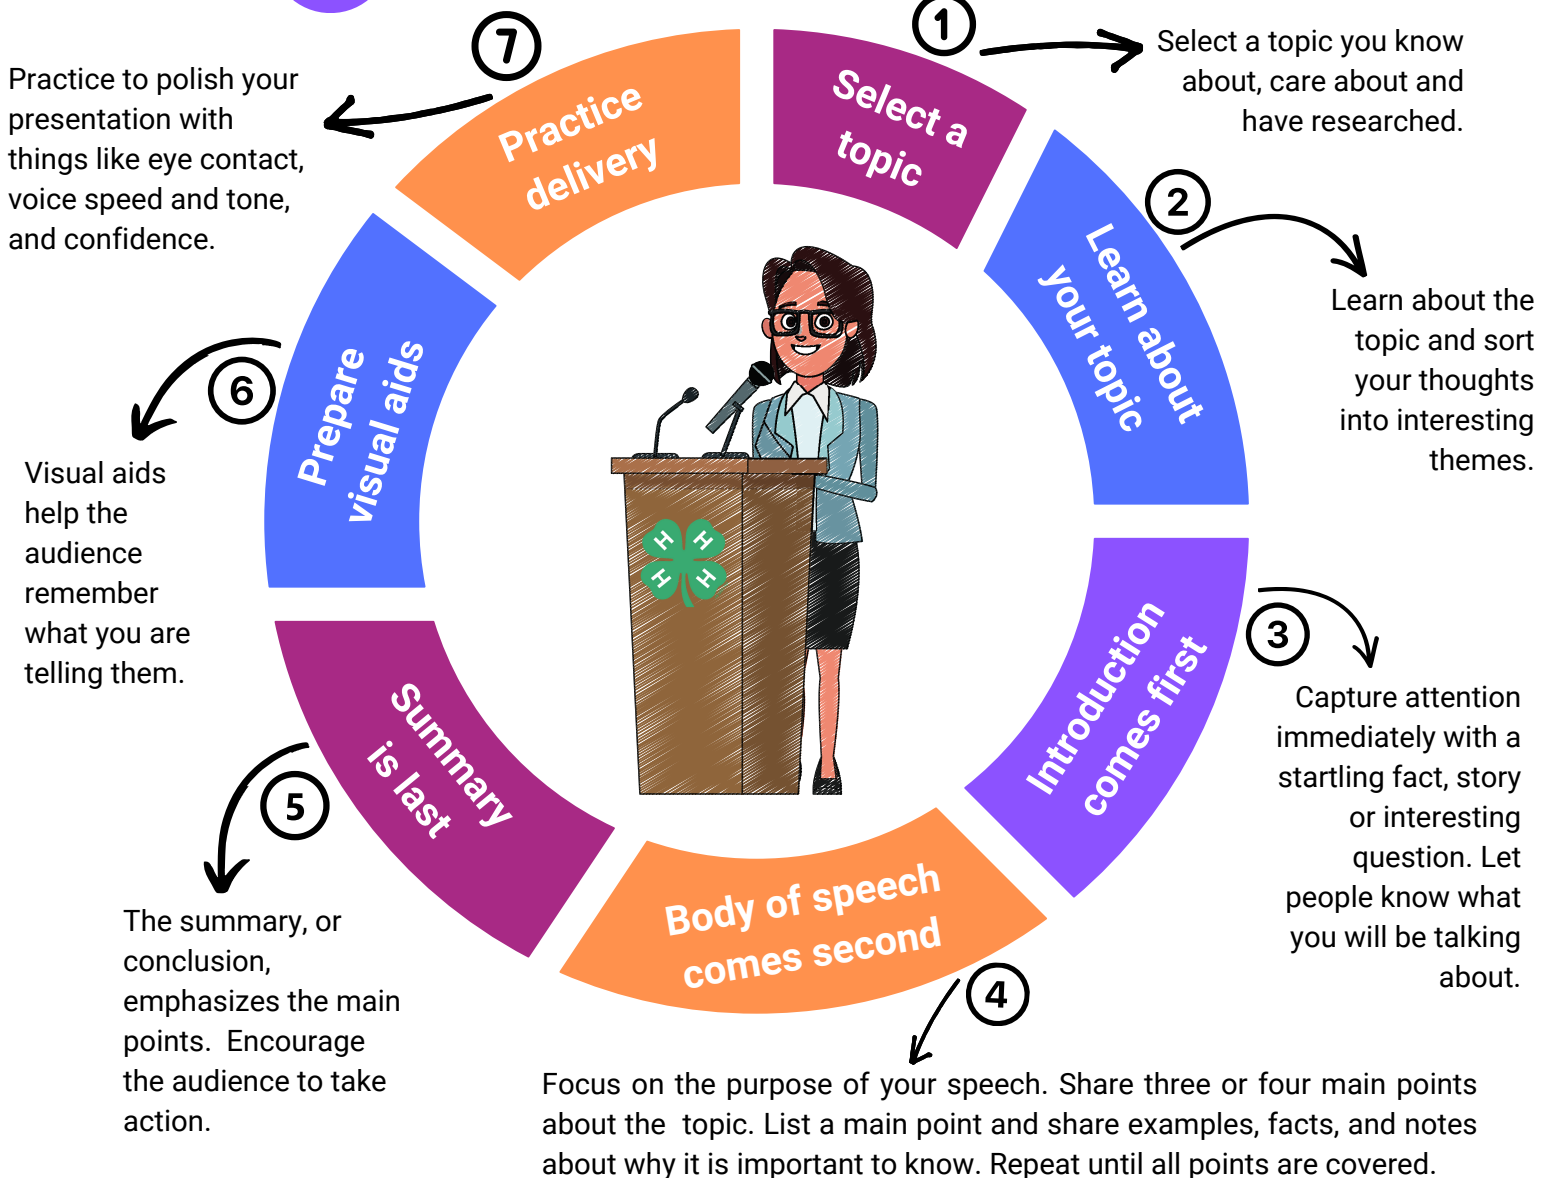 1
Select a
topic
Select a topic you know
about, care about and
have researched.
2
Learn about
your topic
Learn about the
topic and sort
your thoughts
into interesting
themes.
3
Introduction
comes first
Capture attention
immediately with a
startling fact, story
or interesting
question. Let
people know what
you will be talking
about.
4
Body of speech
comes second
Focus on the purpose of your speech. Share three or four main points
about the topic. List a main point and share examples, facts, and notes
about why it is important to know. Repeat until all points are covered.
5
Summary
is last
The summary, or
conclusion,
emphasizes the main
points. Encourage
the audience to take
action.
6
Prepare
visual aids
Visual aids
help the
audience
remember
what you are
telling them.
7
Practice
delivery
Practice to polish your
presentation with
things like eye contact,
voice speed and tone,
and confidence.
H H
H H